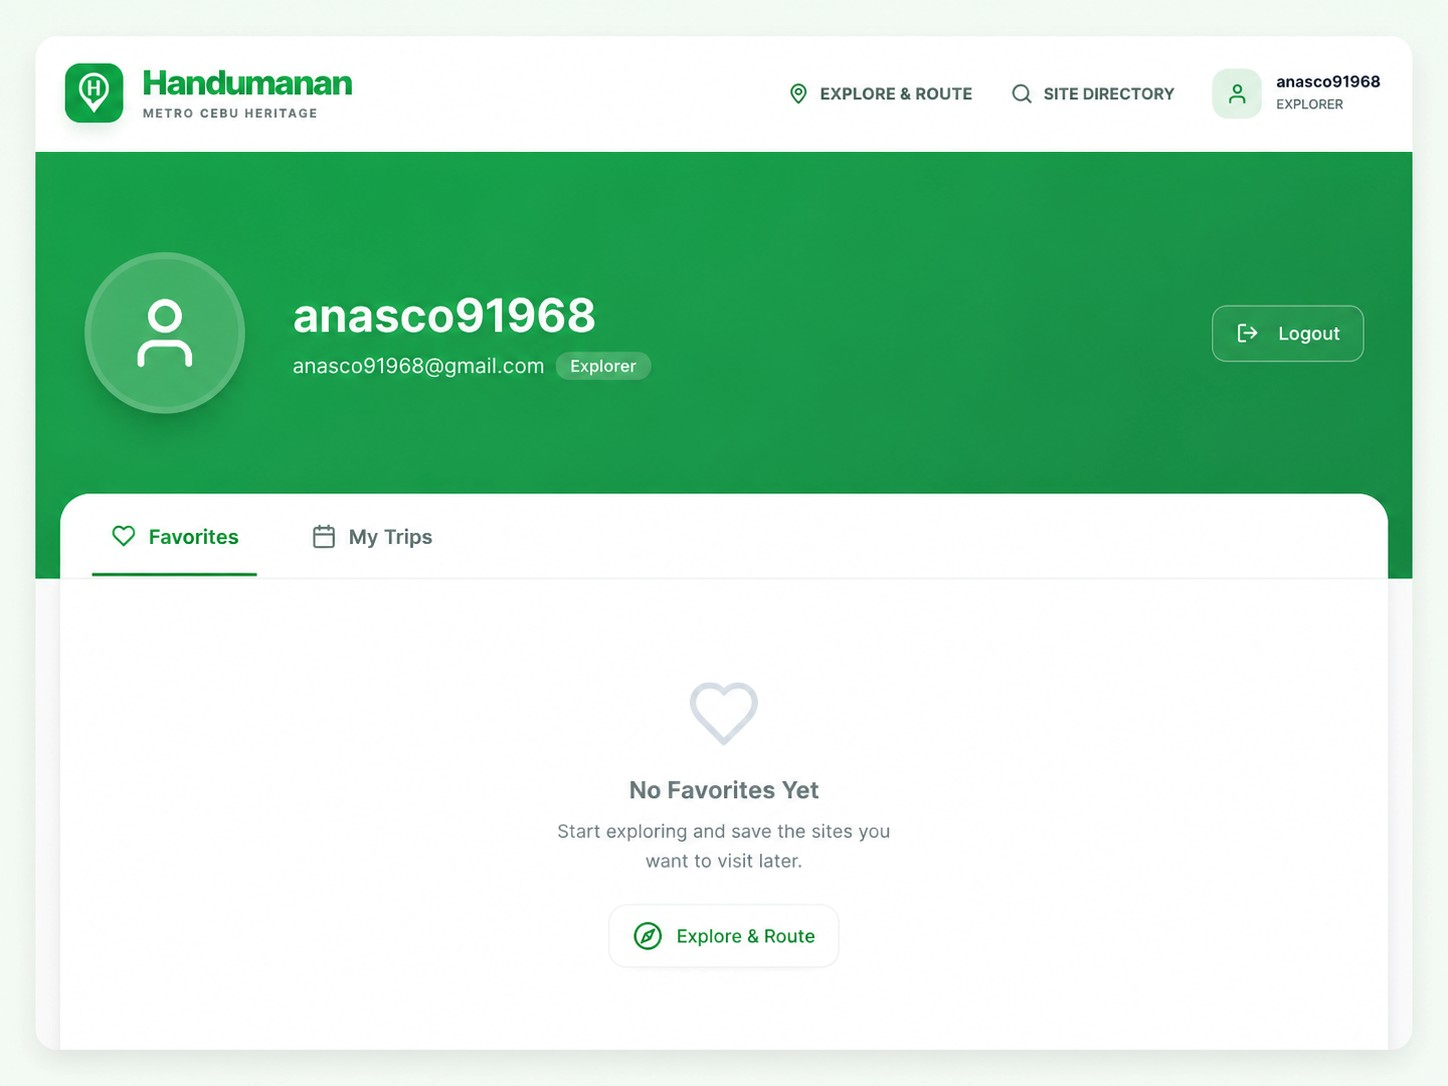 H
Handumanan
METRO CEBU HERITAGE
EXPLORE & ROUTE
SITE DIRECTORY
anasco91968
EXPLORER
anasco91968
anasco91968@gmail.com Explorer
Logout
Favorites
My Trips
No Favorites Yet
Start exploring and save the sites you
want to visit later.
Explore & Route